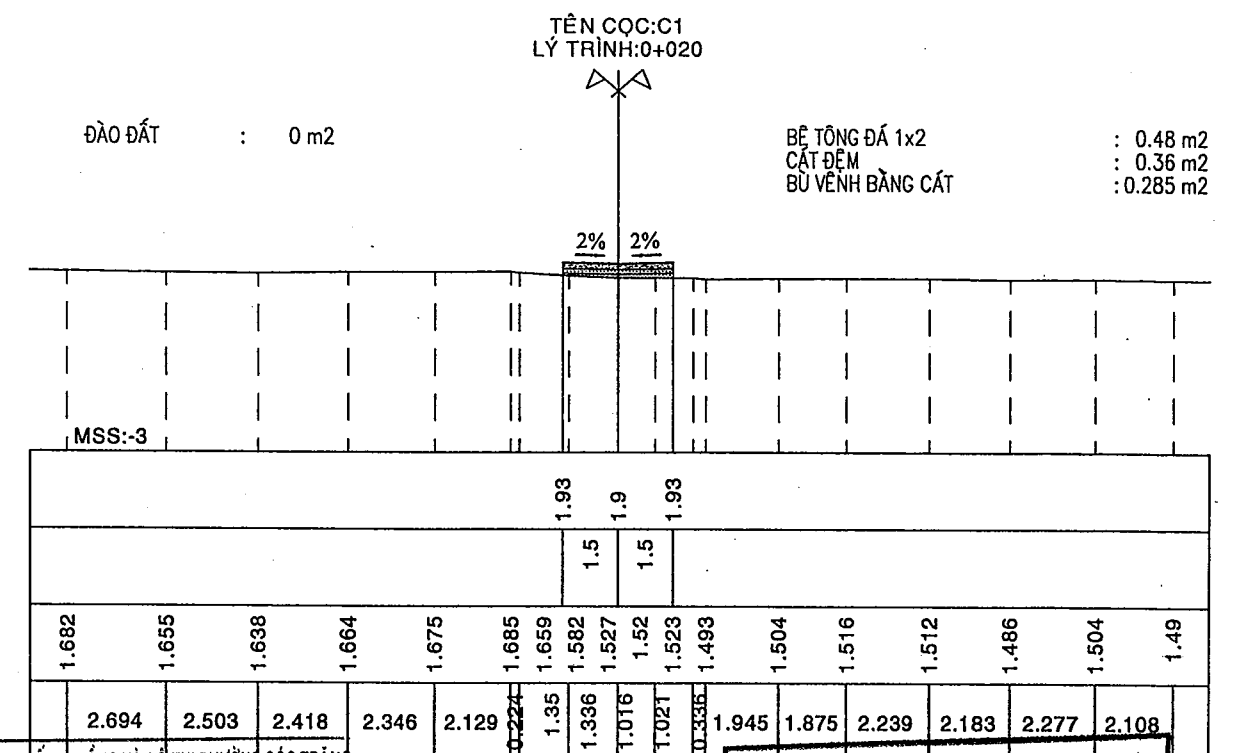 TÊN CỌC:C1
LÝ TRÌNH:0+020
ĐÀO ĐẤT : 0 m2
BÊ TÔNG ĐÁ 1x2 : 0.48 m2
CÁT ĐỆM : 0.36 m2
BÙ VÊNH BẰNG CÁT :0.285 m2
2% 2%
MSS:-3
1.93 1.9 1.93
1.5 1.5
1.682 1.655 1.638 1.664 1.675 1.685 1.659 1.582 1.527 1.52 1.523 1.493 1.504 1.516 1.512 1.486 1.504 1.49
2.694 2.503 2.418 2.346 2.129 0.224 1.35 1.336 1.016 1.021 0.336 1.945 1.875 2.239 2.183 2.277 2.108